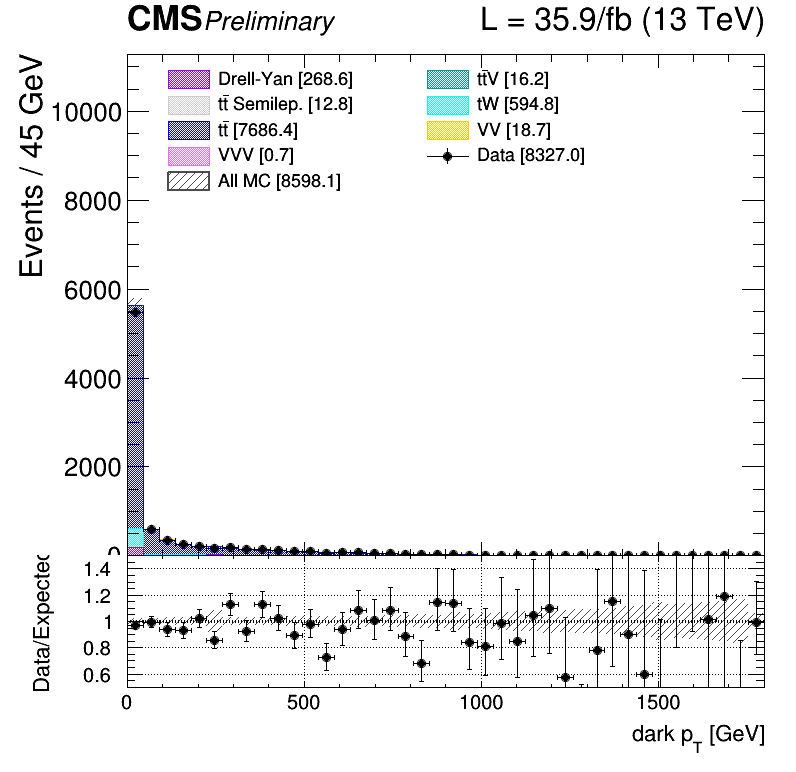 CMS Preliminary L = 35.9/fb (13 TeV)
Events / 45 GeV
Drell-Yan [268.6]
tt̄ Semilep. [12.8]
tt̄ [7686.4]
VVV [0.7]
All MC [8598.1]
tt̄V [16.2]
tW [594.8]
VV [18.7]
Data [8327.0]
10000
8000
6000
4000
2000
0
Data/Expected
1.4
1.2
1
0.8
0.6
0 500 1000 1500
dark p_T [GeV]